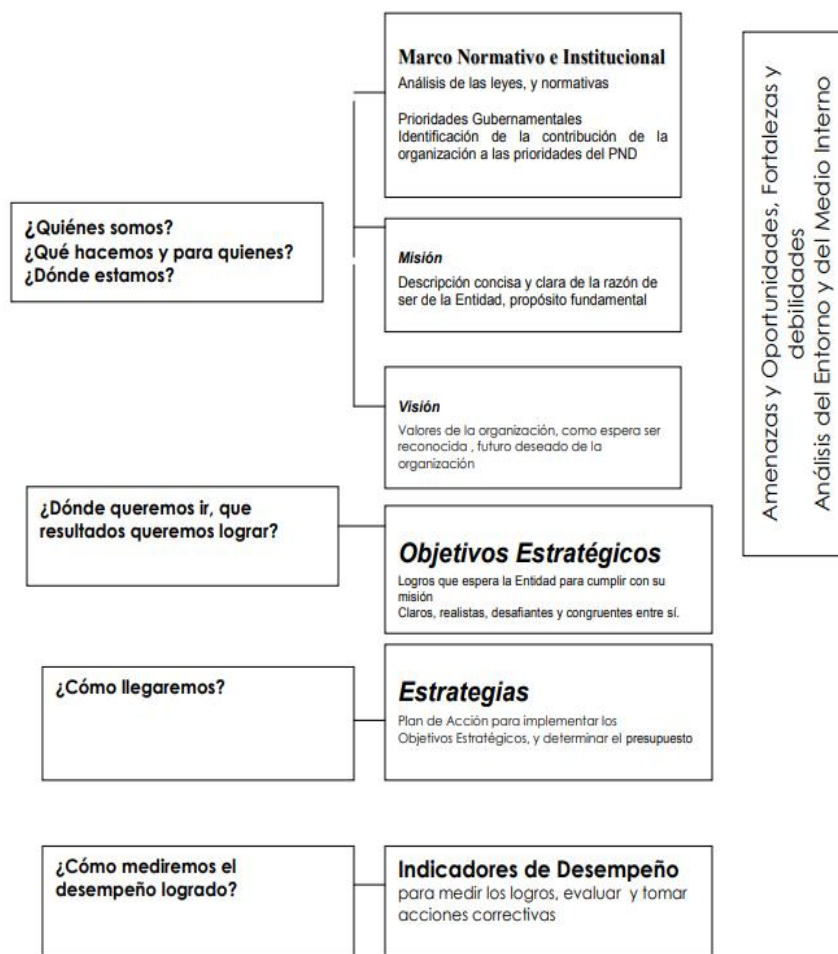 ¿Quiénes somos?
¿Qué hacemos y para quienes?
¿Dónde estamos?
Marco Normativo e Institucional
Análisis de las leyes, y normativas
Prioridades Gubernamentales
Identificación de la contribución de la
organización a las prioridades del PND
Misión
Descripción concisa y clara de la razón de
ser de la Entidad, propósito fundamental
Visión
Valores de la organización, como espera ser
reconocida , futuro deseado de la
organización
¿Dónde queremos ir, que
resultados queremos lograr?
Objetivos Estratégicos
Logros que espera la Entidad para cumplir con su
misión
Claros, realistas, desafiantes y congruentes entre sí.
¿Cómo llegaremos?
Estrategias
Plan de Acción para implementar los
Objetivos Estratégicos, y determinar el presupuesto
¿Cómo mediremos el
desempeño logrado?
Indicadores de Desempeño
para medir los logros, evaluar y tomar
acciones correctivas
Amenazas y Oportunidades, Fortalezas y
debilidades
Análisis del Entorno y del Medio Interno